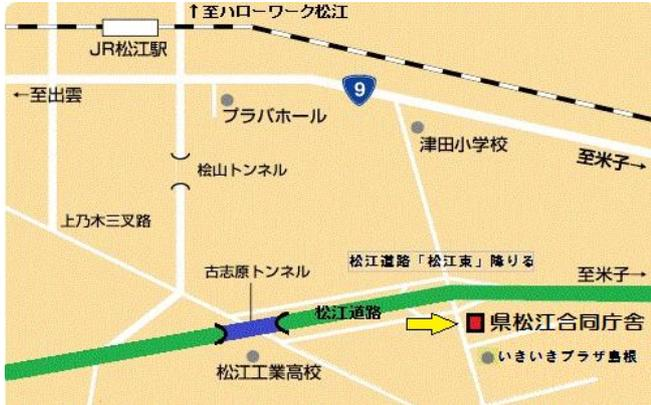 ↑至ハローワーク松江
JR松江駅
9
←至出雲
プラバホール
津田小学校
至米子→
桧山トンネル
上乃木三叉路
松江道路「松江東」降りる
古志原トンネル
至米子→
松江道路
県松江合同庁舎
いきいきプラザ島根
松江工業高校